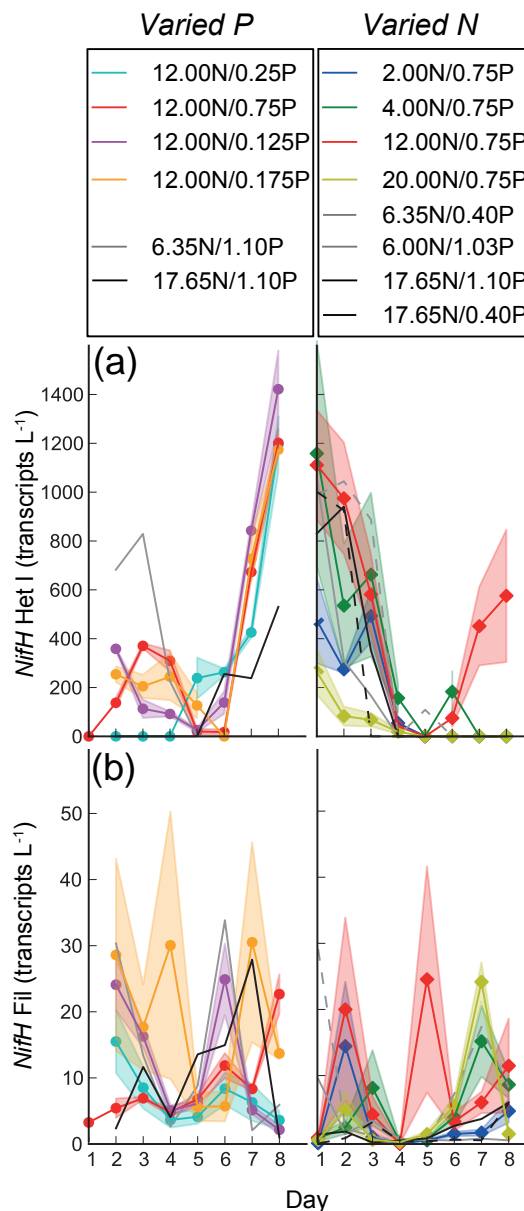 Varied P
Varied N
12.00N/0.25P
12.00N/0.75P
12.00N/0.125P
12.00N/0.175P
6.35N/1.10P
17.65N/1.10P
2.00N/0.75P
4.00N/0.75P
12.00N/0.75P
20.00N/0.75P
6.35N/0.40P
6.00N/1.03P
17.65N/1.10P
17.65N/0.40P
(a)
NifH Het I (transcripts L⁻¹)
1400
1200
1000
800
600
400
200
0
(b)
NifH Fil (transcripts L⁻¹)
50
40
30
20
10
0
1 2 3 4 5 6 7 8
1 2 3 4 5 6 7 8
Day